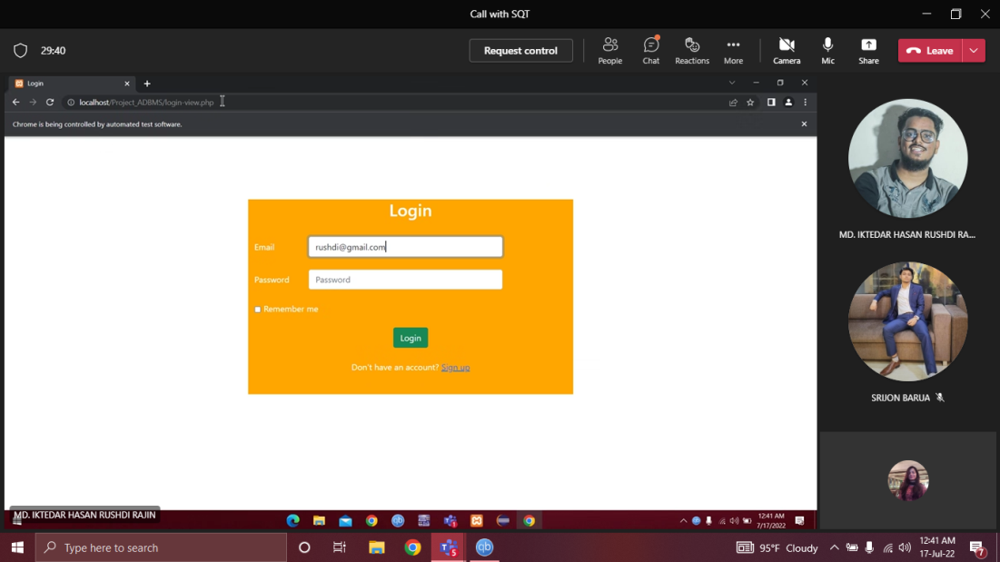 Call with SQT
29:40
Request control
People
Chat
Reactions
More
Camera
Mic
Share
Leave
Login
localhost/Project_ADBMS/login-view.php
Chrome is being controlled by automated test software.
Login
Email
rushdi@gmail.com
Password
Password
Remember me
Login
Don't have an account? Sign up
MD. IKTEDAR HASAN RUSHDI RA...
SRIJON BARUA
MD. IKTEDAR HASAN RUSHDI RAJIN
12:41 AM
7/17/2022
Type here to search
95°F Cloudy
12:41 AM
17-Jul-22
7